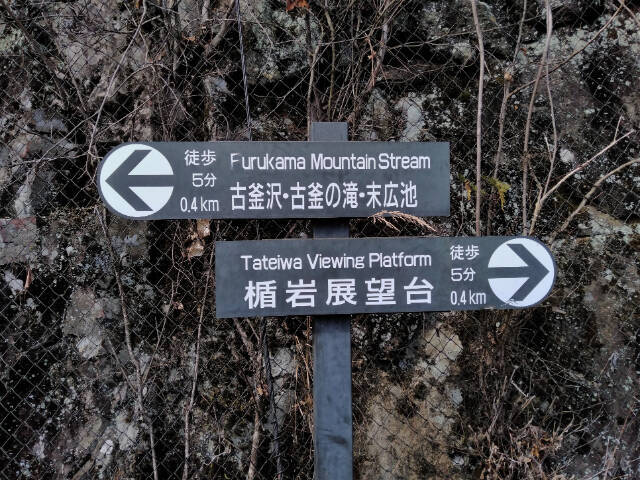 徒歩
5分
0.4km
Furukama Mountain Stream
古釜沢・古釜の滝・末広池
Tateiwa Viewing Platform
楯岩展望台
徒歩
5分
0.4km